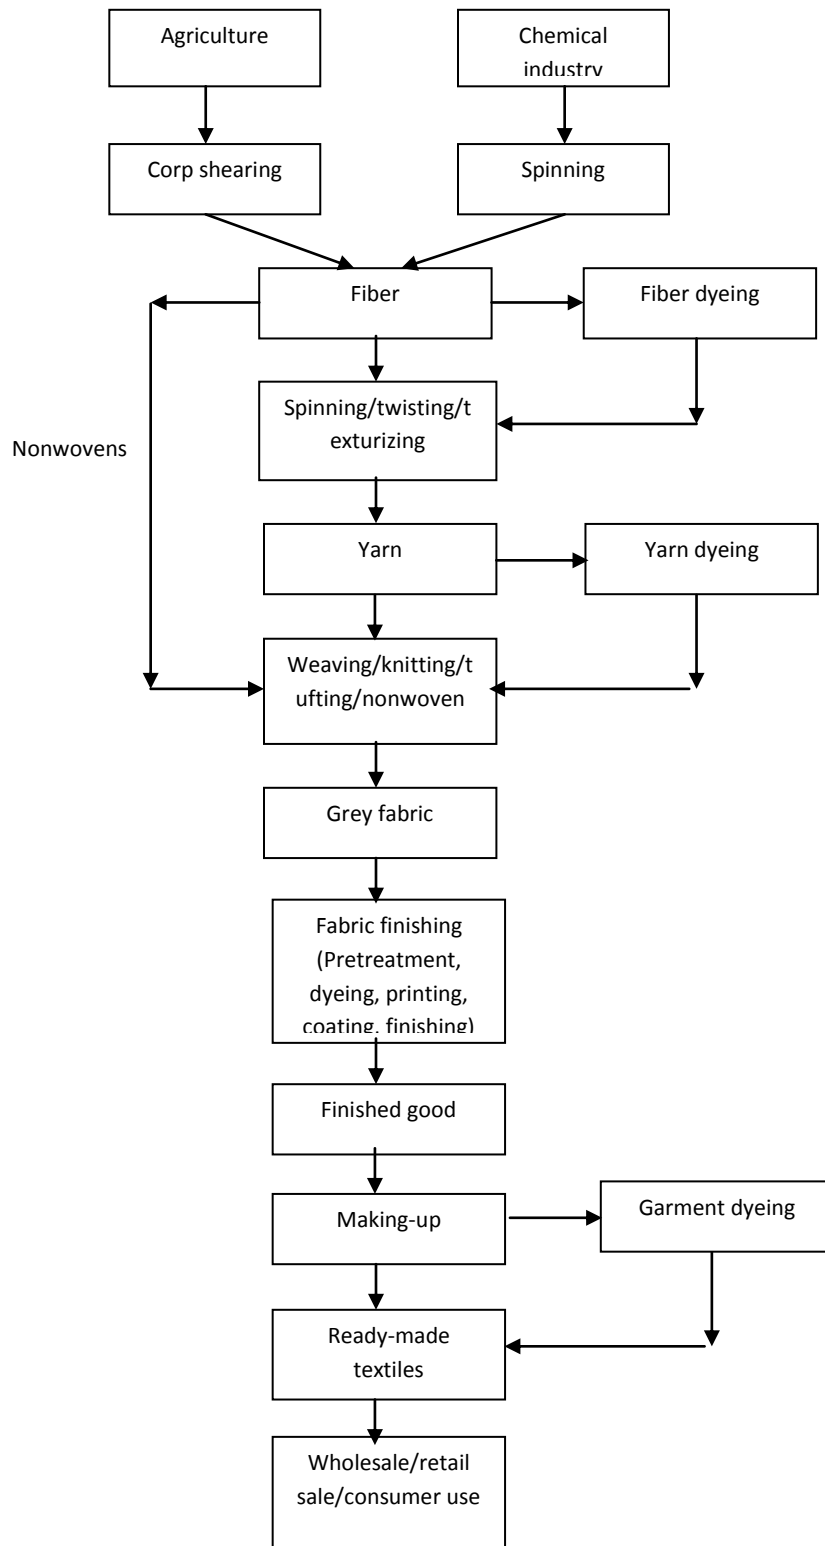 Agriculture
Chemical
industry
Corp shearing
Spinning
Fiber
Fiber dyeing
Spinning/twisting/t
exturizing
Nonwovens
Yarn
Yarn dyeing
Weaving/knitting/t
ufting/nonwoven
Grey fabric
Fabric finishing
(Pretreatment,
dyeing, printing,
coating, finishing)
Finished good
Making-up
Garment dyeing
Ready-made
textiles
Wholesale/retail
sale/consumer use